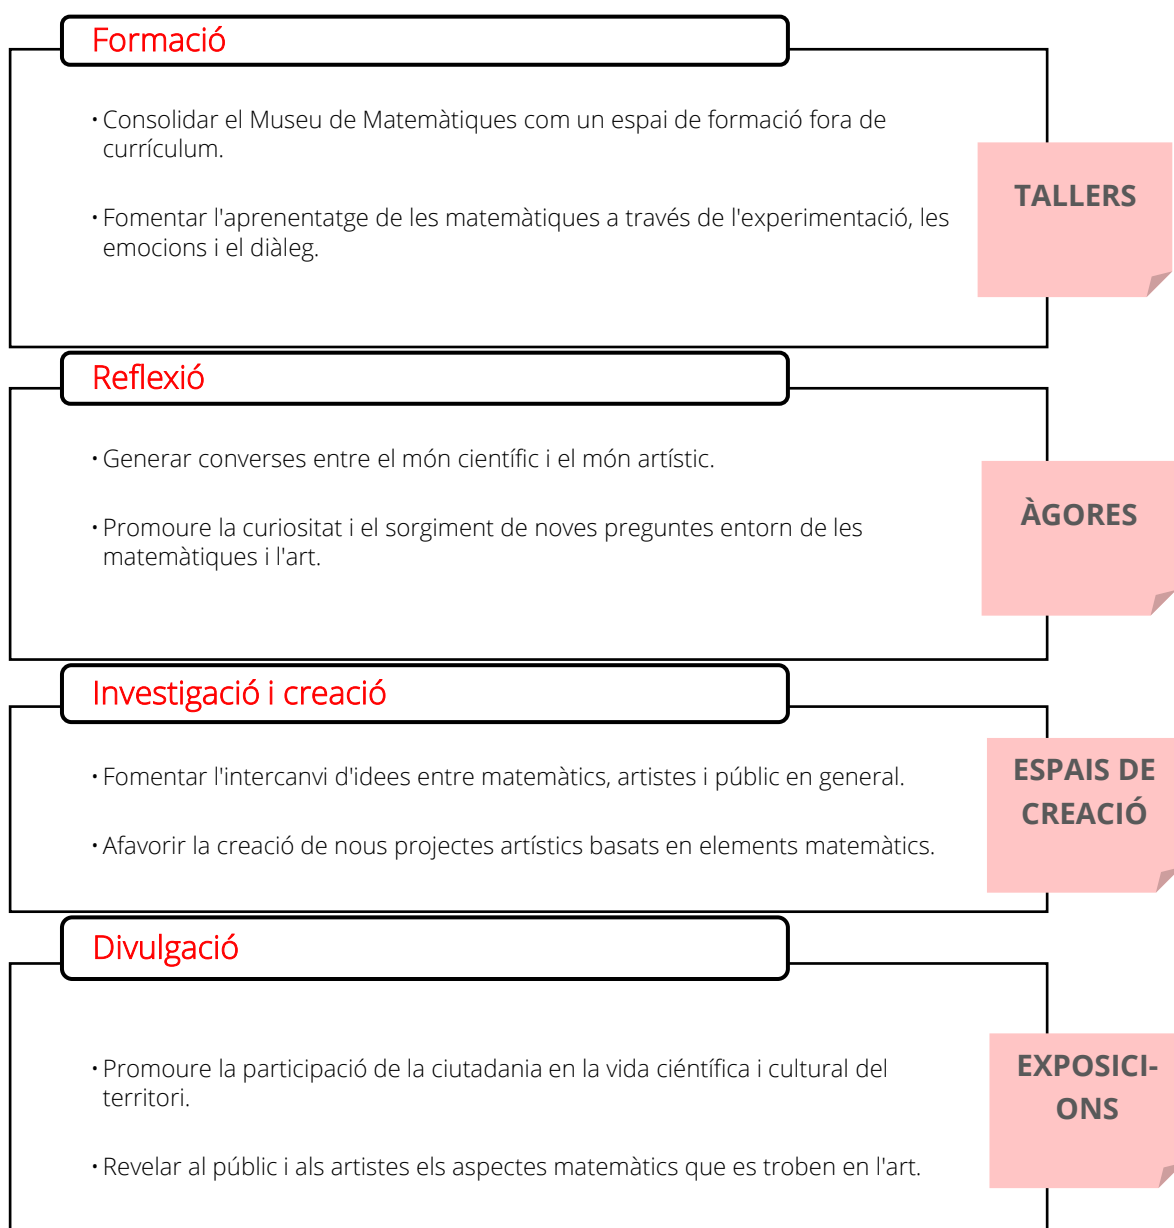 Formació
· Consolidar el Museu de Matemàtiques com un espai de formació fora de
currículum.
· Fomentar l'aprenentatge de les matemàtiques a través de l'experimentació, les
emocions i el diàleg.
TALLERS
Reflexió
· Generar converses entre el món científic i el món artístic.
· Promoure la curiositat i el sorgiment de noves preguntes entorn de les
matemàtiques i l'art.
ÀGORES
Investigació i creació
· Fomentar l'intercanvi d'idees entre matemàtics, artistes i públic en general.
· Afavorir la creació de nous projectes artístics basats en elements matemàtics.
ESPAIS DE
CREACIÓ
Divulgació
· Promoure la participació de la ciutadania en la vida ciéntífica i cultural del
territori.
· Revelar al públic i als artistes els aspectes matemàtics que es troben en l'art.
EXPOSICI-
ONS